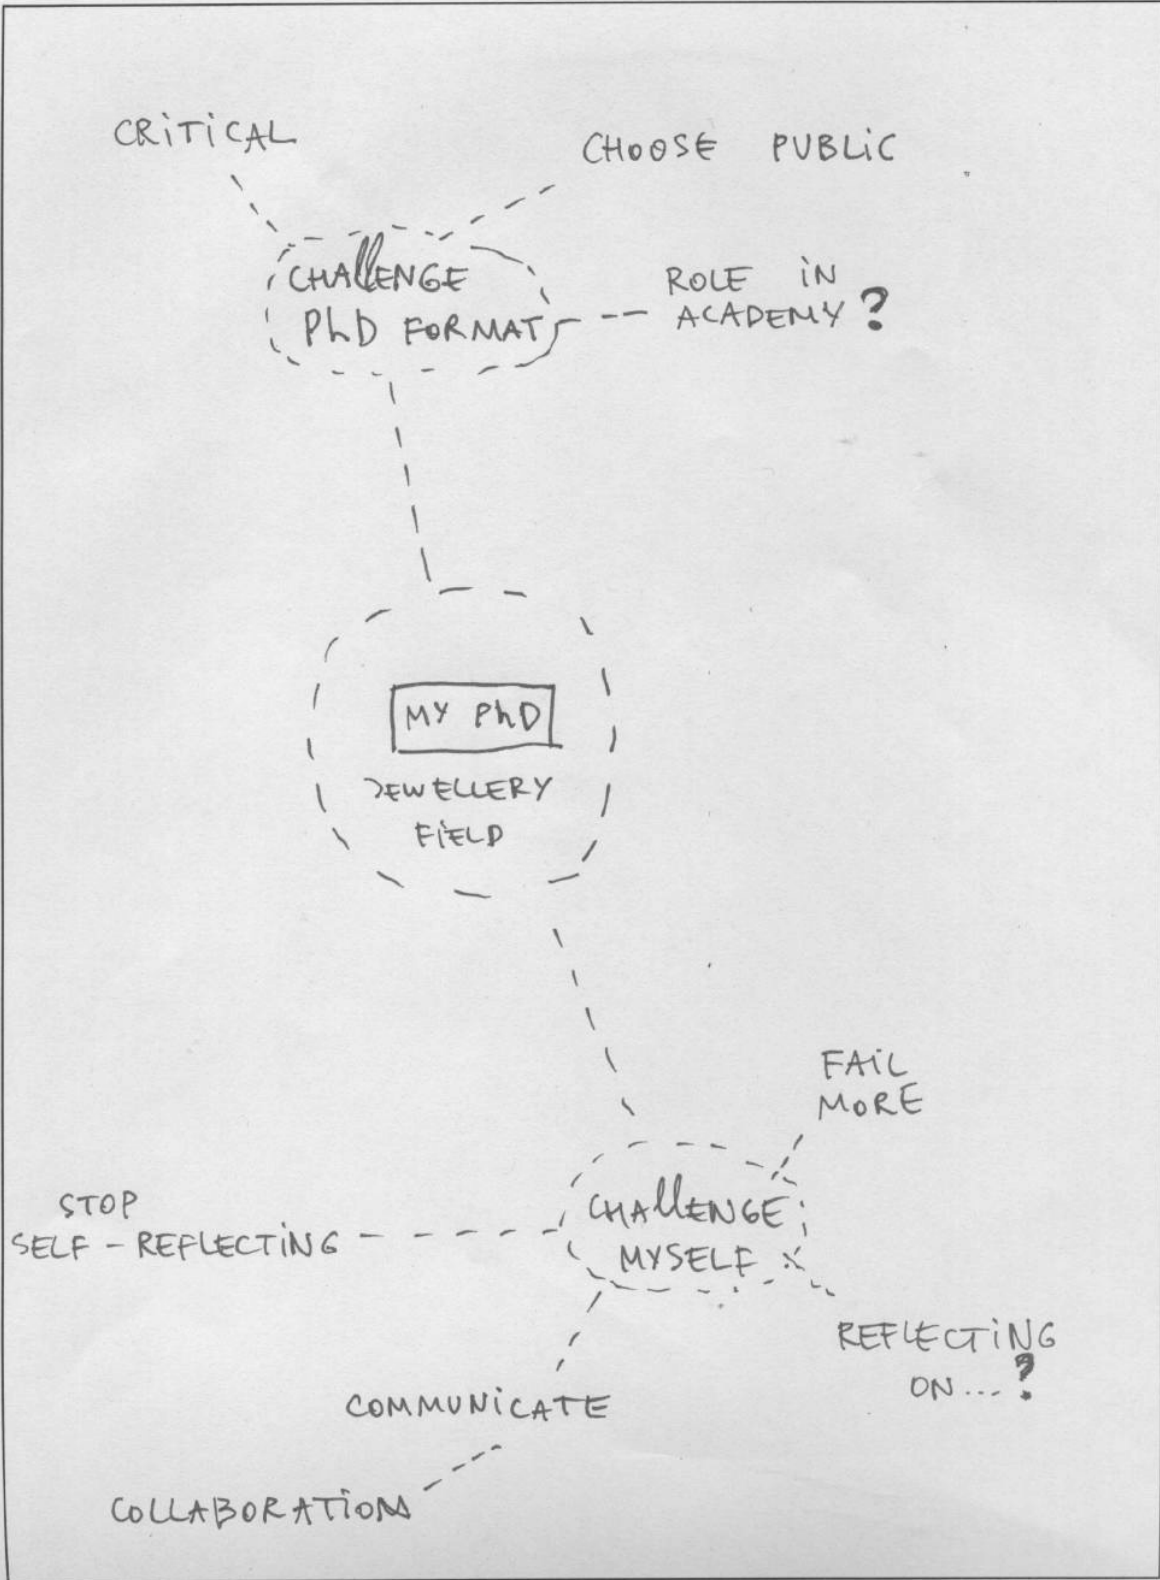 CRiTiCAL
CHOOSE PUBLiC
CHAllENGE
PhD FORMAT
ROLE iN
ACADEMY ?
MY PhD
JEWELLERY
FiELD
FAiL
MORE
STOP
SELF - REFLECTiNG
CHAllENGE
MYSELF
REFLECTiNG
ON ... ?
COMMUNiCATE
COLLABORATiON